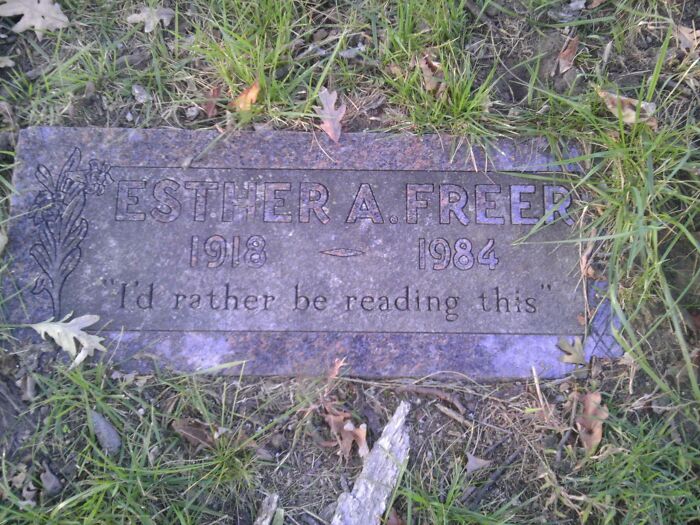 ESTHER A. FREER
1918 — 1984
"I'd rather be reading this"